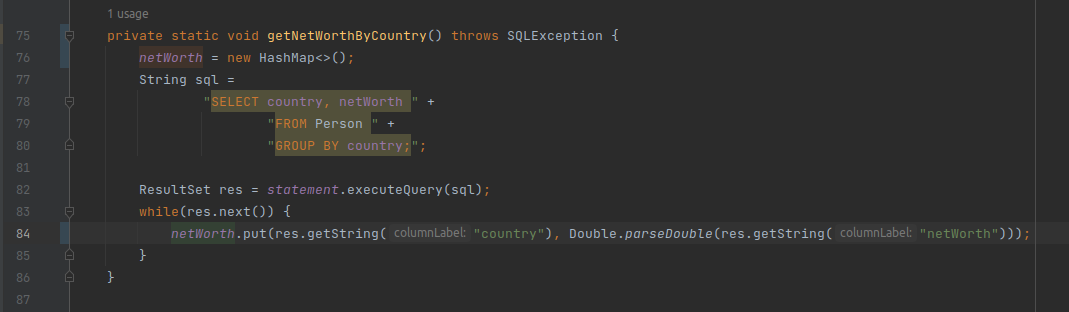 1 usage
75 private static void getNetWorthByCountry() throws SQLException {
76 netWorth = new HashMap<>();
77 String sql =
78 "SELECT country, netWorth " +
79 "FROM Person " +
80 "GROUP BY country;";
81
82 ResultSet res = statement.executeQuery(sql);
83 while(res.next()) {
84 netWorth.put(res.getString( columnLabel: "country"), Double.parseDouble(res.getString( columnLabel: "netWorth")));
85 }
86 }
87